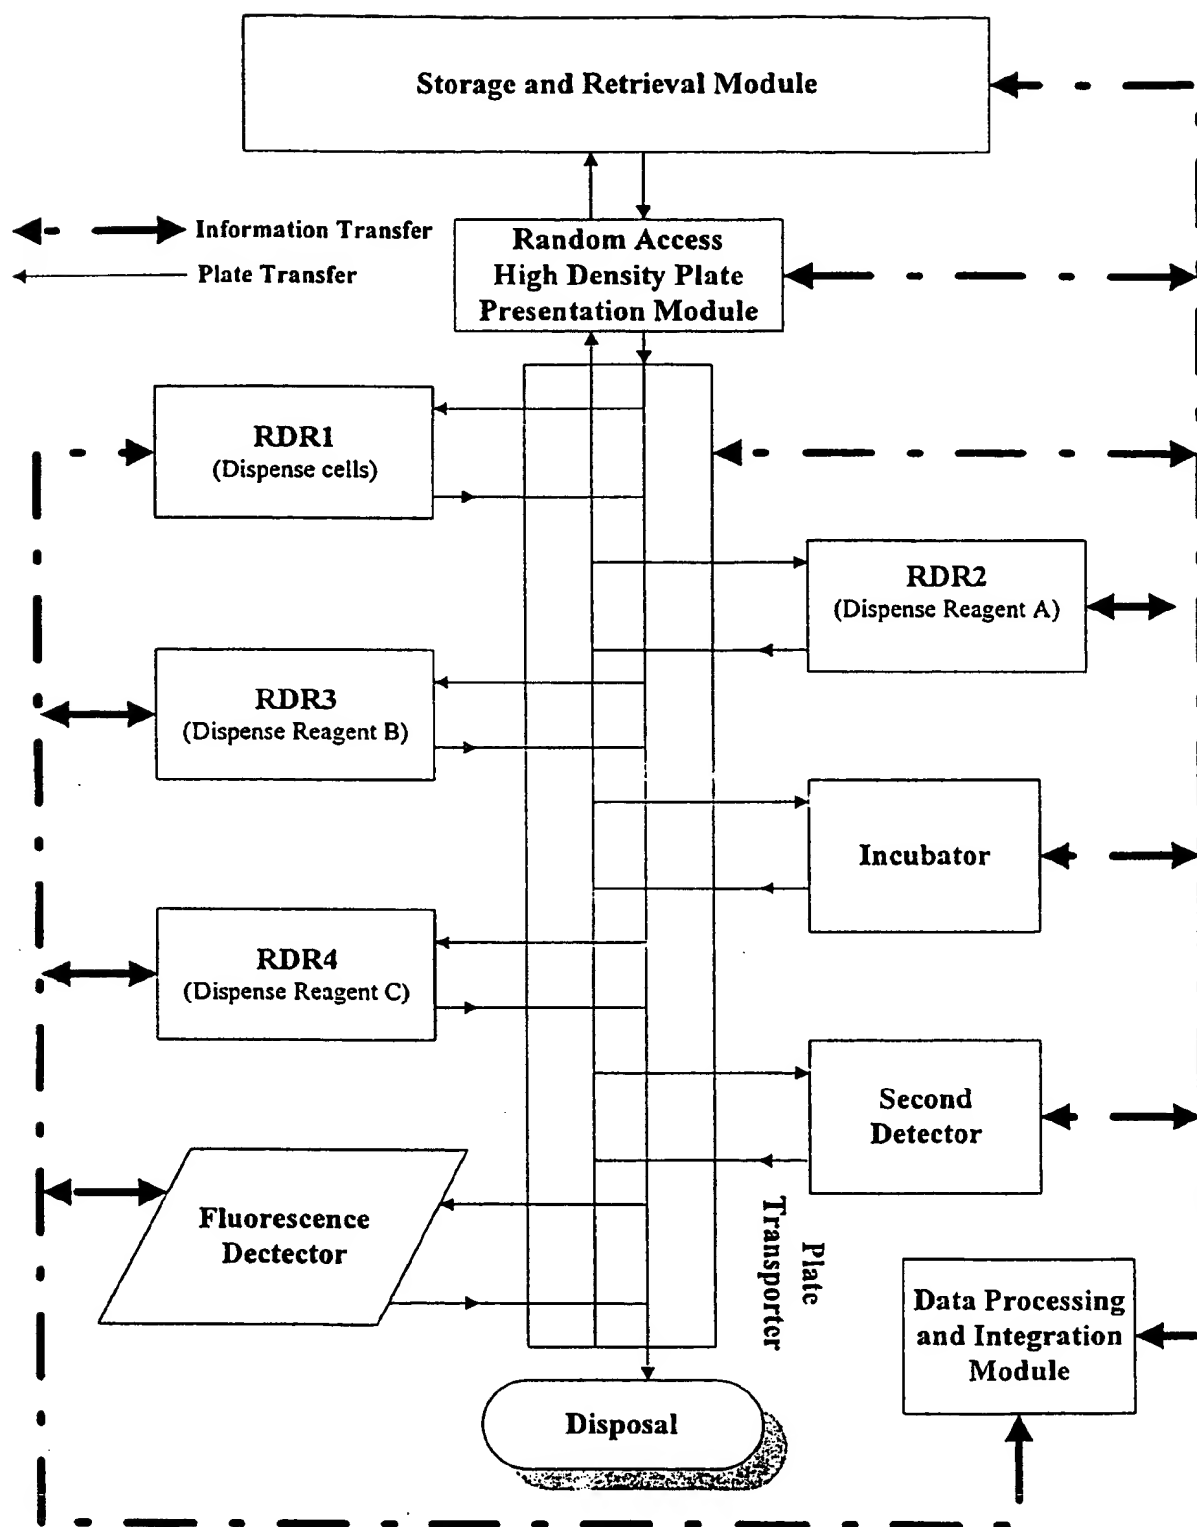 Storage and Retrieval Module
Information Transfer
Plate Transfer
Random Access
High Density Plate
Presentation Module
RDR1
(Dispense cells)
RDR2
(Dispense Reagent A)
RDR3
(Dispense Reagent B)
Incubator
RDR4
(Dispense Reagent C)
Second
Detector
Fluorescence
Dectector
Plate
Transporter
Data Processing
and Integration
Module
Disposal